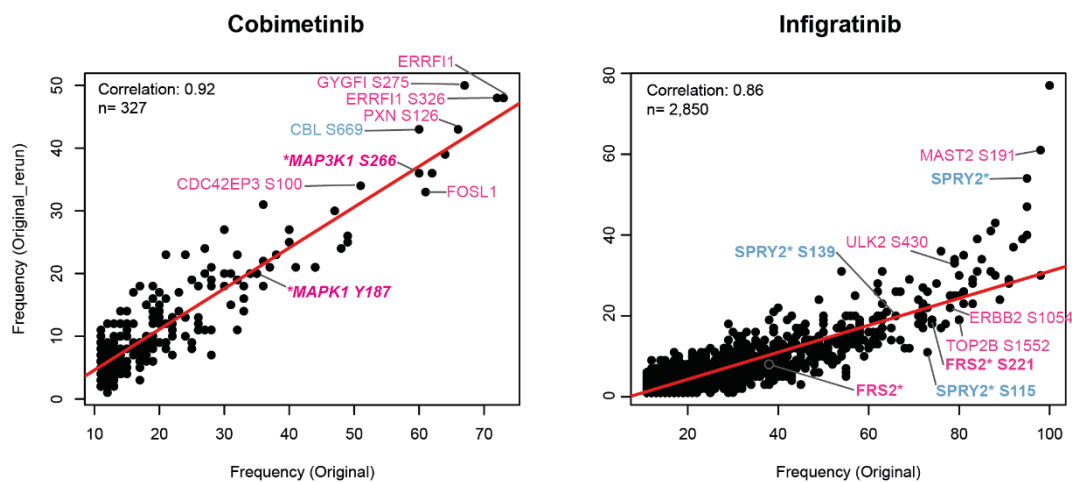 Cobimetinib
Correlation: 0.92
n= 327
ERRFI1
GYGFI S275
ERRFI1 S326
PXN S126
CBL S669
*MAP3K1 S266
CDC42EP3 S100
FOSL1
*MAPK1 Y187
Frequency (Original_rerun)
0
10
20
30
40
50
10
20
30
40
50
60
70
Frequency (Original)
Infigratinib
Correlation: 0.86
n= 2,850
MAST2 S191
SPRY2*
ULK2 S430
SPRY2* S139
ERBB2 S1054
TOP2B S1552
FRS2* S221
FRS2*
SPRY2* S115
Frequency (Original_rerun)
0
20
40
60
80
20
40
60
80
100
Frequency (Original)